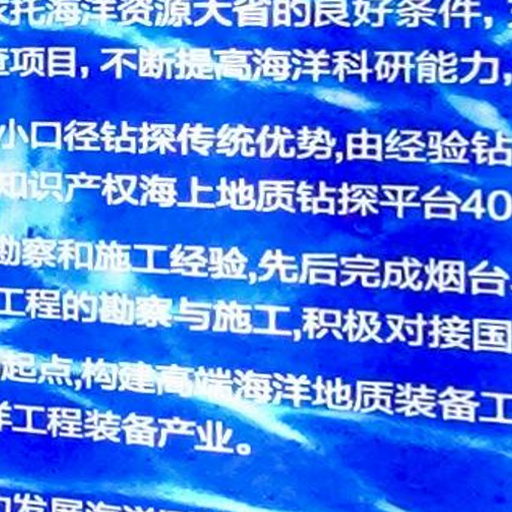 托海洋资源大省的良好条件,
项目,不断提高海洋科研能力,
小口径钻探传统优势,由经验钻
知识产权海上地质钻探平台40
勘察和施工经验,先后完成烟台
工程的勘察与施工,积极对接国
起点,构建高端海洋地质装备工
洋工程装备产业。
发展海洋